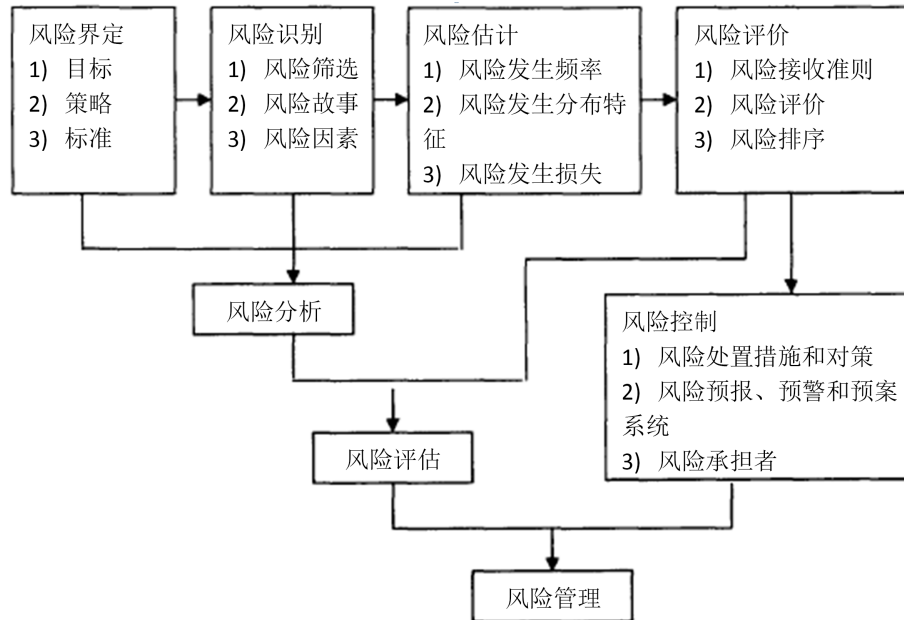 风险界定
1) 目标
2) 策略
3) 标准
风险识别
1) 风险筛选
2) 风险故事
3) 风险因素
风险估计
1) 风险发生频率
2) 风险发生分布特
征
3) 风险发生损失
风险评价
1) 风险接收准则
2) 风险评价
3) 风险排序
风险分析
风险控制
1) 风险处置措施和对策
2) 风险预报、预警和预案
系统
3) 风险承担者
风险评估
风险管理